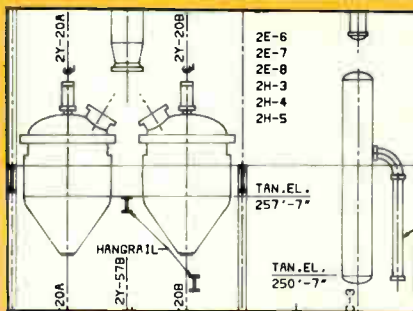 2Y-20A
2Y-20B
2E-6
2E-7
2E-8
2H-3
2H-4
2H-5
TAN.EL.
257'-7"
HANGRAIL
TAN.EL.
250'-7"
20A
2Y-57B
20B